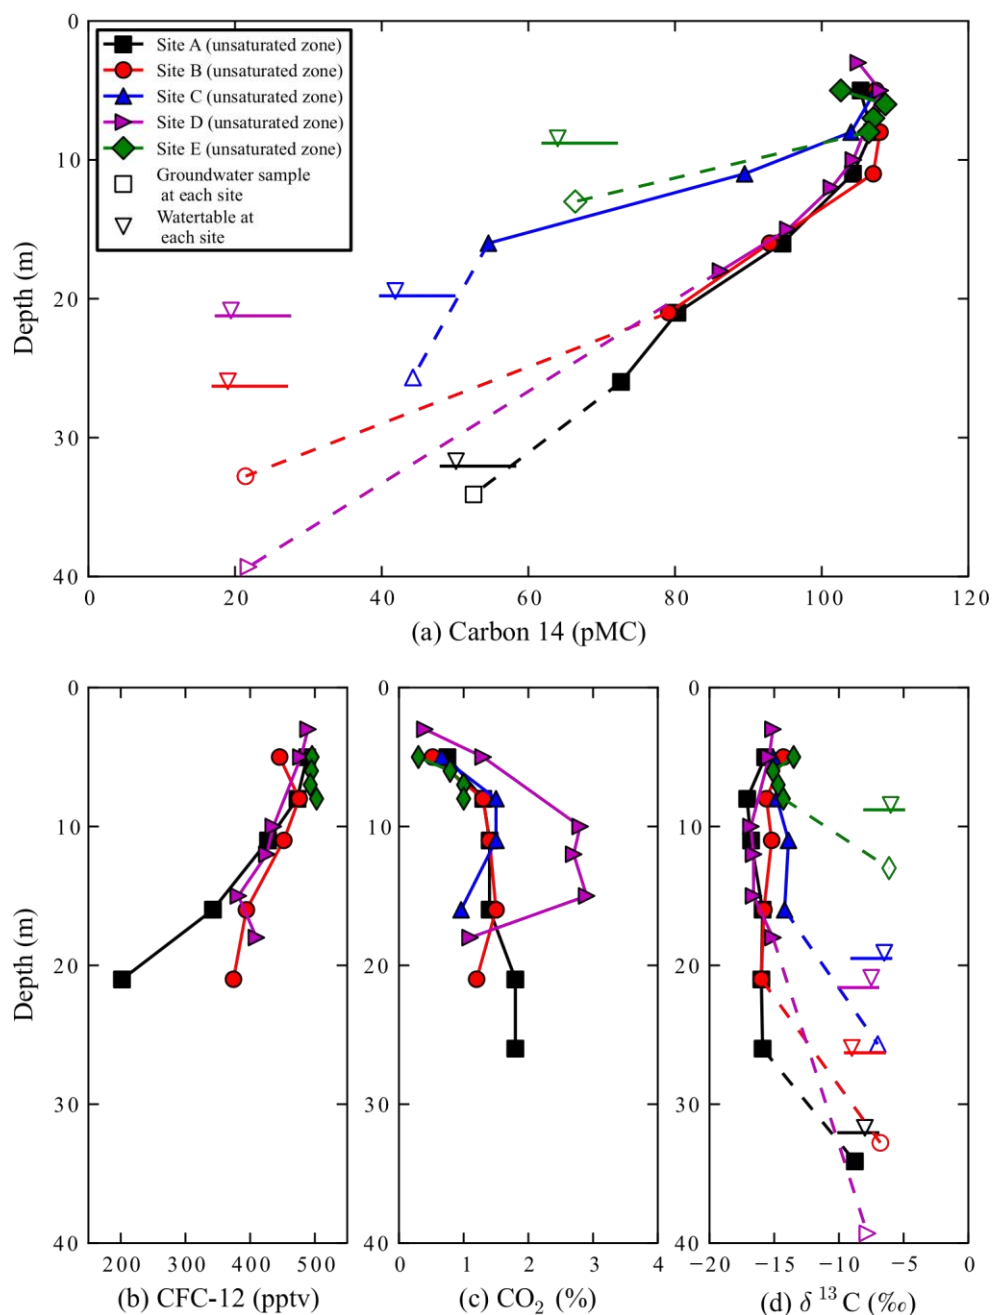 0
10
20
30
40
Depth (m)
Site A (unsaturated zone)
Site B (unsaturated zone)
Site C (unsaturated zone)
Site D (unsaturated zone)
Site E (unsaturated zone)
Groundwater sample
at each site
Watertable at
each site
0 20 40 60 80 100 120
(a) Carbon 14 (pMC)
0
10
20
30
40
Depth (m)
200 300 400 500
(b) CFC-12 (pptv)
0
10
20
30
40
0 1 2 3 4
(c) CO2 (%)
0
10
20
30
40
−20 −15 −10 −5 0
(d) δ 13 C (‰)